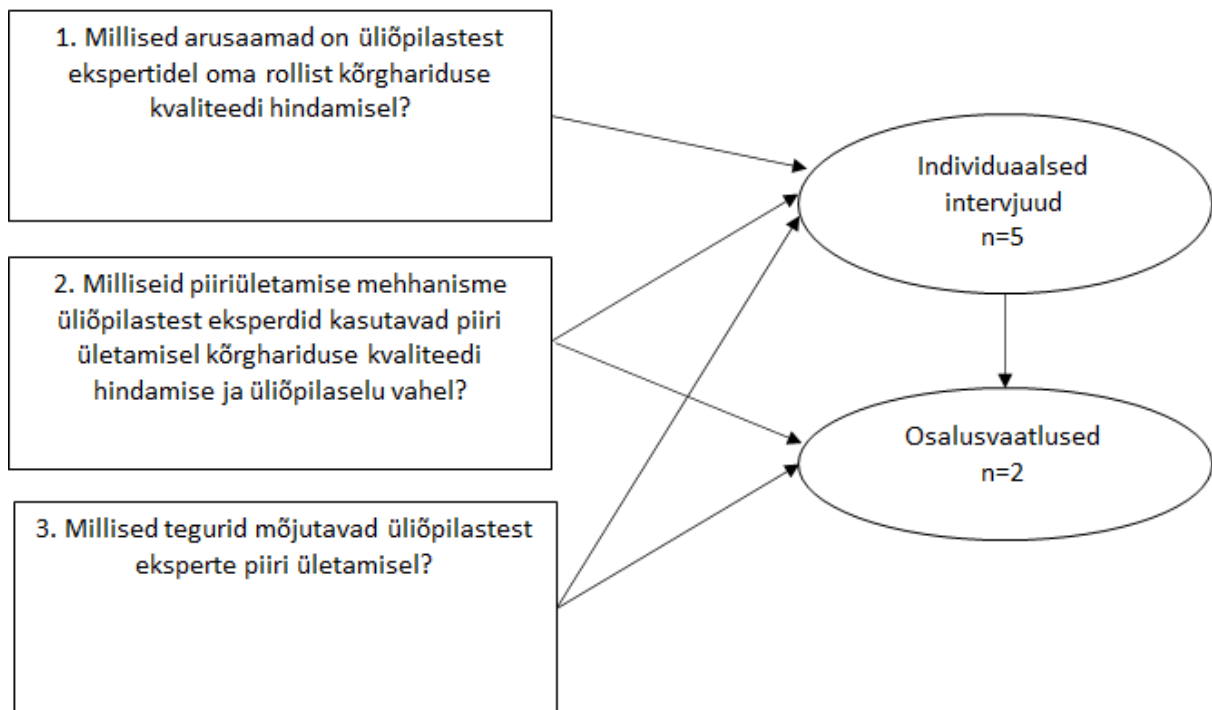 1. Millised arusaamad on üliõpilastest
ekspertidel oma rollist kõrghariduse
kvaliteedi hindamisel?
2. Milliseid piiriületamise mehhanisme
üliõpilastest eksperdid kasutavad piiri
ületamisel kõrghariduse kvaliteedi
hindamise ja üliõpilaselu vahel?
3. Millised tegurid mõjutavad üliõpilastest
eksperte piiri ületamisel?
Individuaalsed
intervjuud
n=5
Osalusvaatlused
n=2